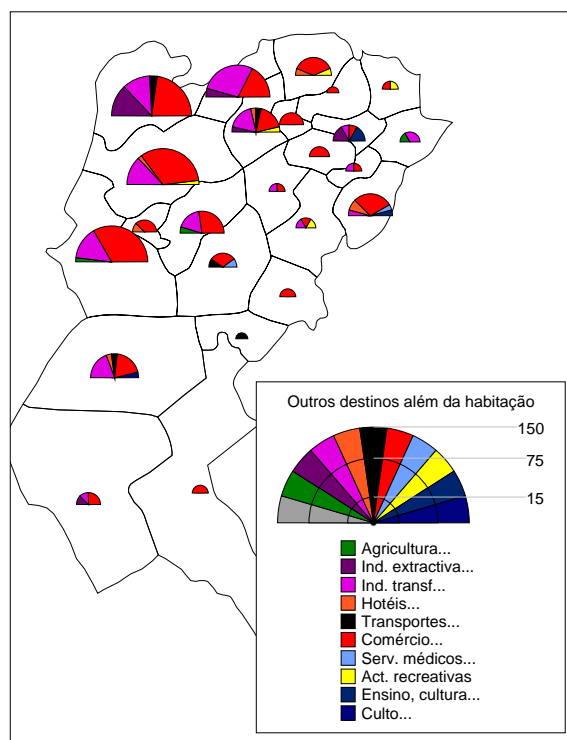 Outros destinos além da habitação
150
75
15
Agricultura...
Ind. extractiva...
Ind. transf...
Hotéis...
Transportes...
Comércio...
Serv. médicos...
Act. recreativas
Ensino, cultura...
Culto...